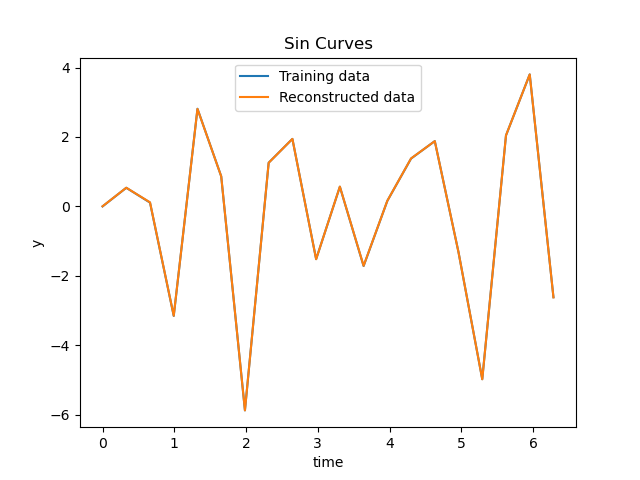 Sin Curves
Training data
Reconstructed data
4
2
0
−2
−4
−6
y
0 1 2 3 4 5 6
time